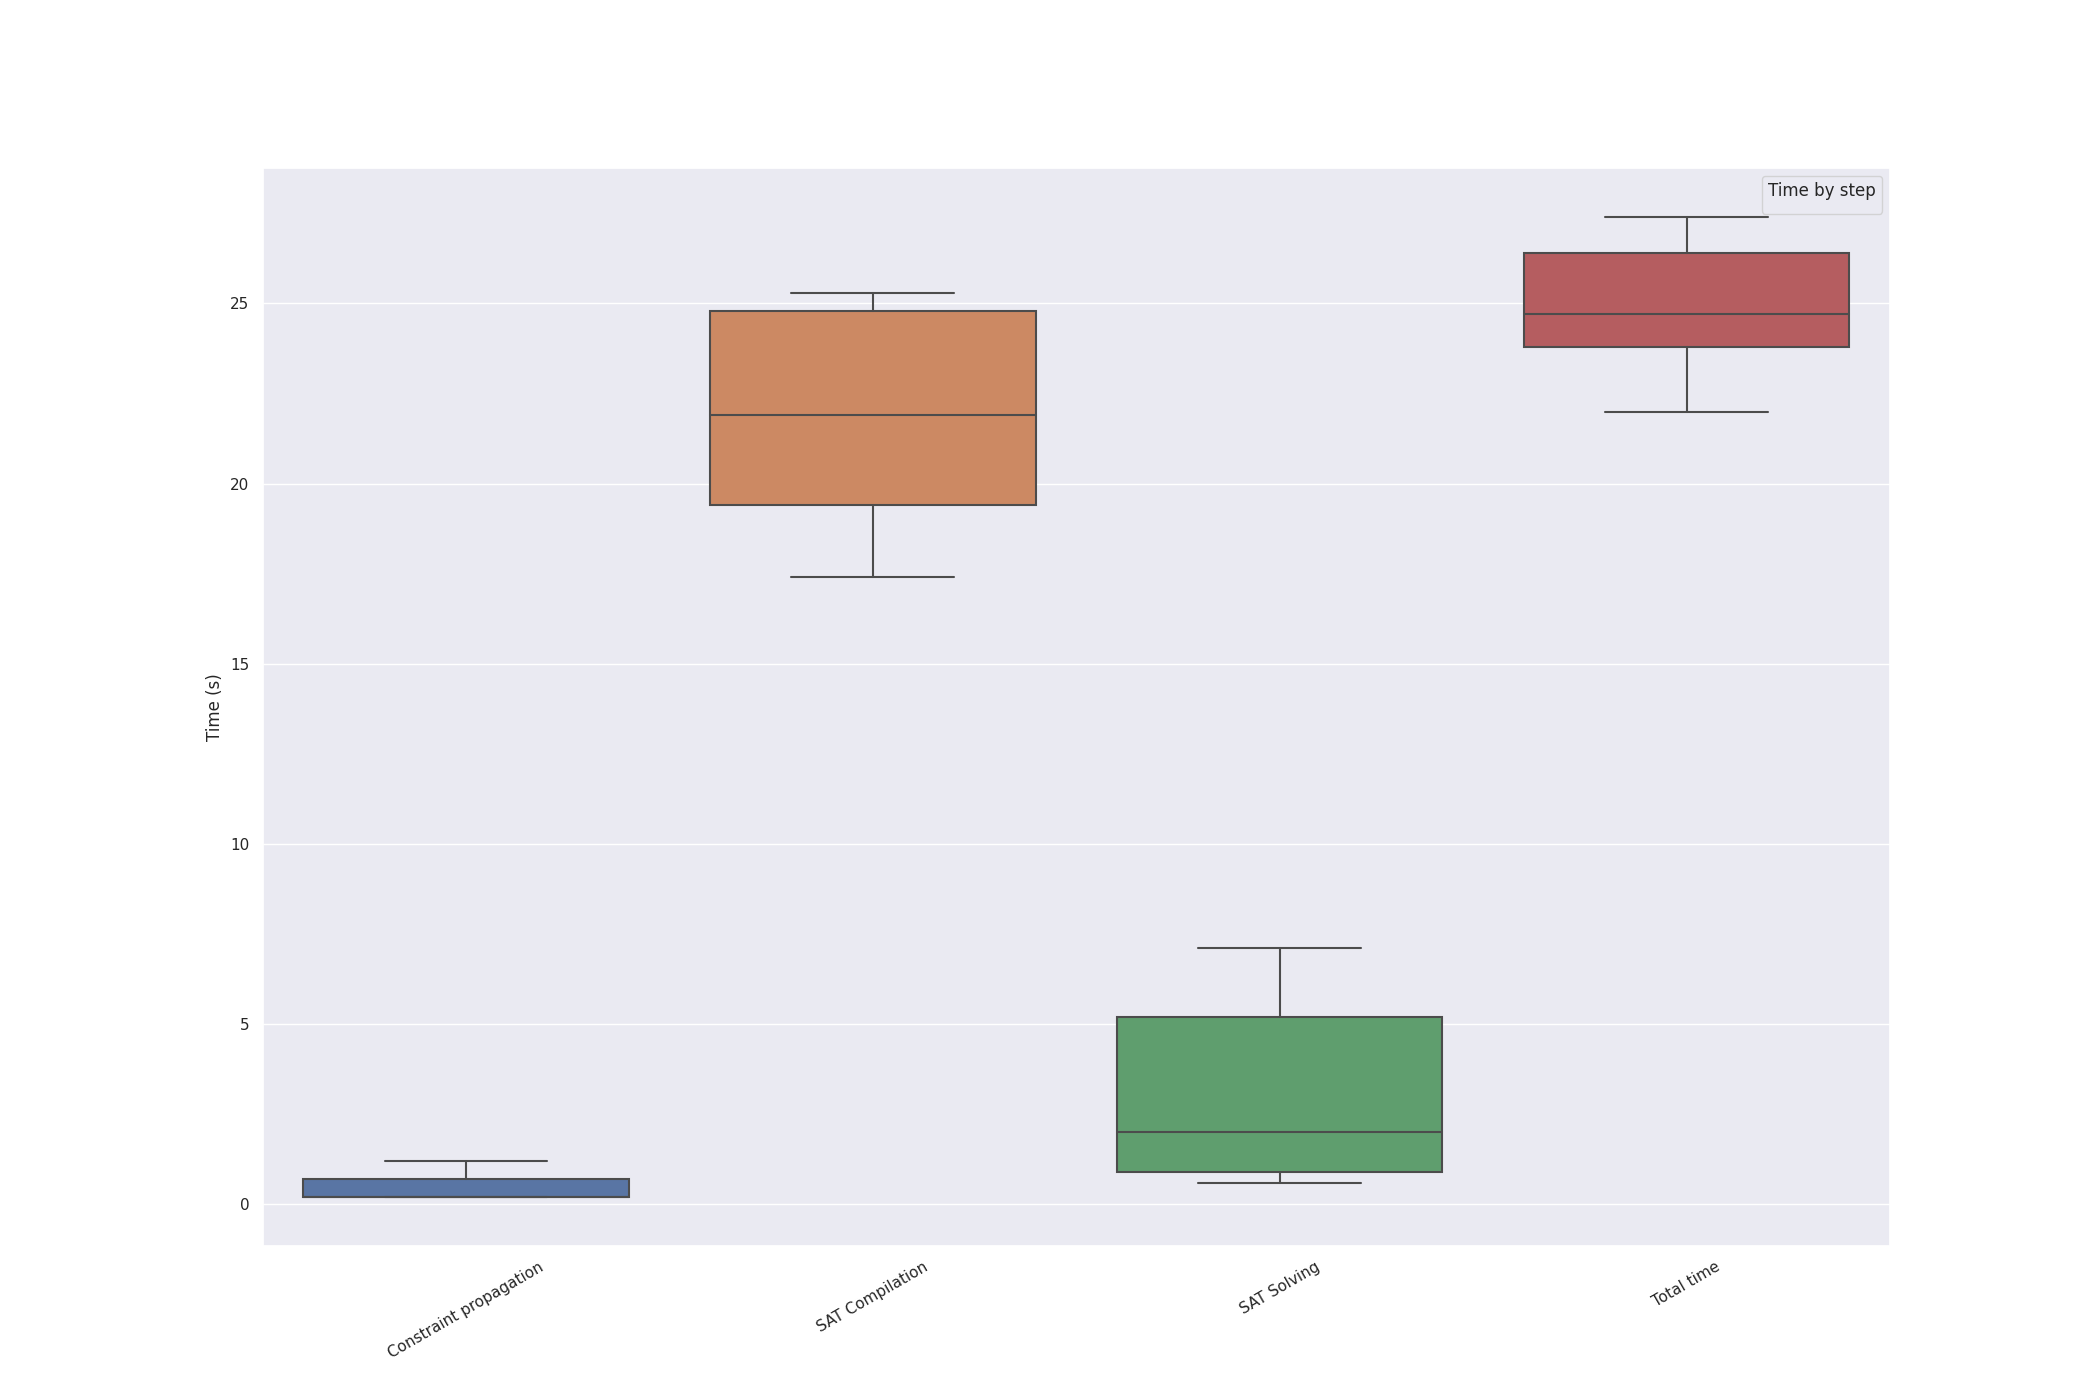 Time by step
Time (s)
25
20
15
10
5
0
Constraint propagation
SAT Compilation
SAT Solving
Total time